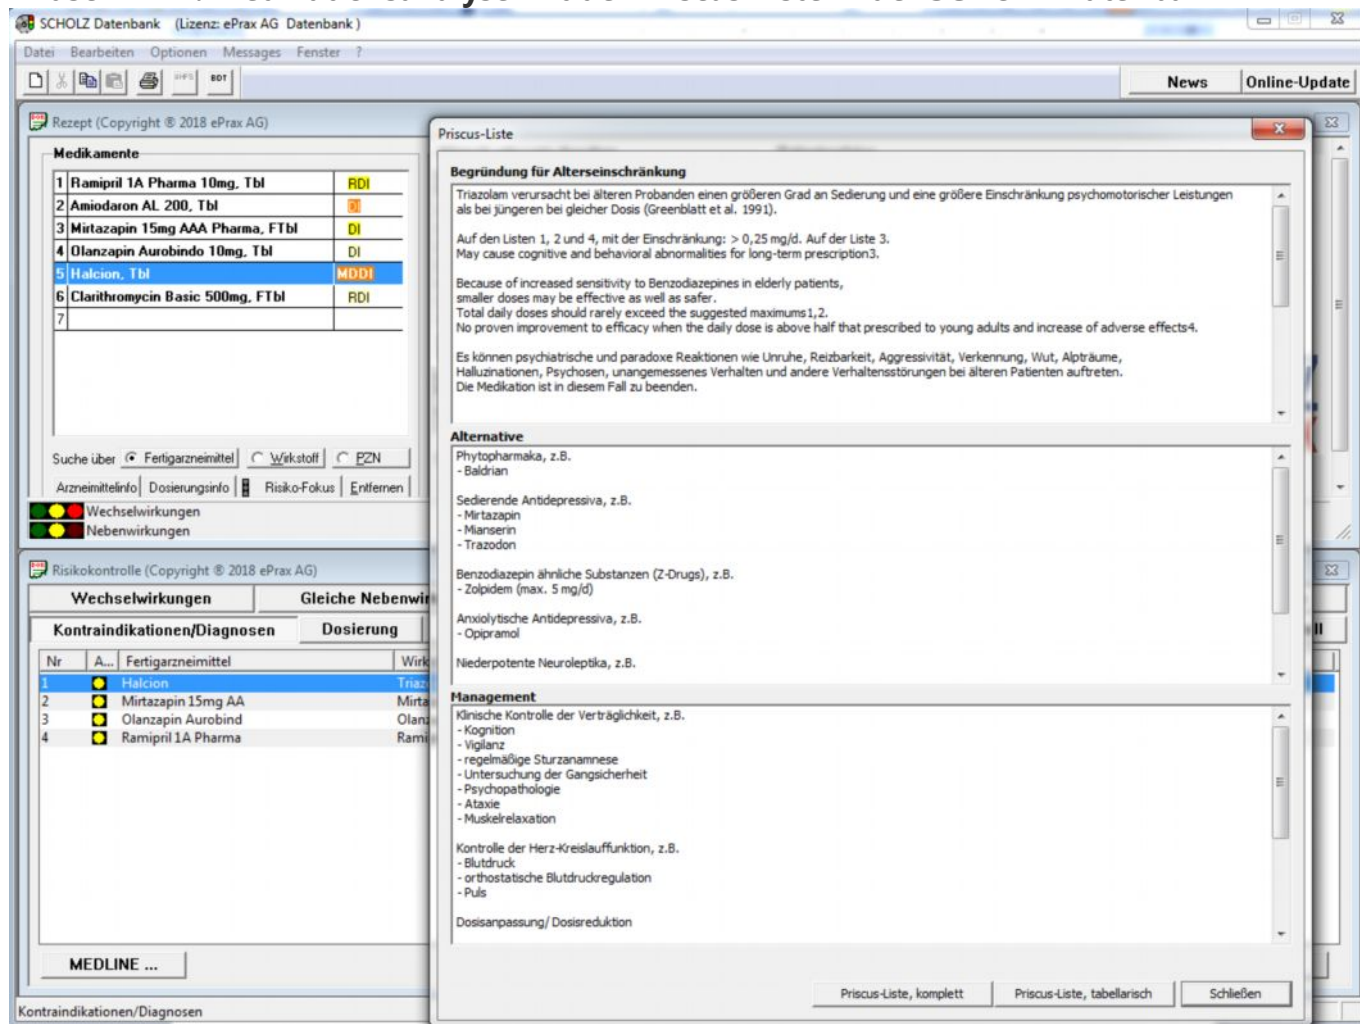 SCHOLZ Datenbank (Lizenz: ePrax AG Datenbank )
Datei Bearbeiten Optionen Messages Fenster ?
BDT
News Online-Update
Rezept (Copyright ® 2018 ePrax AG)
Medikamente
1 Ramipril 1A Pharma 10mg, Tbl RDI
2 Amiodaron AL 200, Tbl DI
3 Mirtazapin 15mg AAA Pharma, FTbl DI
4 Olanzapin Aurobindo 10mg, Tbl DI
5 Halcion, Tbl MDDI
6 Clarithromycin Basic 500mg, FTbl RDI
7
Suche über Fertigarzneimittel Wirkstoff PZN
Arzneimittelinfo Dosierungsinfo Risiko-Fokus Entfernen
Wechselwirkungen
Nebenwirkungen
Risikokontrolle (Copyright ® 2018 ePrax AG)
Wechselwirkungen Gleiche Nebenwir
Kontraindikationen/Diagnosen Dosierung
Nr A... Fertigarzneimittel Wirk
1 Halcion Triaz
2 Mirtazapin 15mg AA Mirta
3 Olanzapin Aurobind Olanz
4 Ramipril 1A Pharma Rami
MEDLINE ...
Kontraindikationen/Diagnosen
Priscus-Liste
Begründung für Alterseinschränkung
Triazolam verursacht bei älteren Probanden einen größeren Grad an Sedierung und eine größere Einschränkung psychomotorischer Leistungen
als bei jüngeren bei gleicher Dosis (Greenblatt et al. 1991).
Auf den Listen 1, 2 und 4, mit der Einschränkung: > 0,25 mg/d. Auf der Liste 3.
May cause cognitive and behavioral abnormalities for long-term prescription3.
Because of increased sensitivity to Benzodiazepines in elderly patients,
smaller doses may be effective as well as safer.
Total daily doses should rarely exceed the suggested maximums1,2.
No proven improvement to efficacy when the daily dose is above half that prescribed to young adults and increase of adverse effects4.
Es können psychiatrische und paradoxe Reaktionen wie Unruhe, Reizbarkeit, Aggressivität, Verkennung, Wut, Alpträume,
Halluzinationen, Psychosen, unangemessenes Verhalten und andere Verhaltensstörungen bei älteren Patienten auftreten.
Die Medikation ist in diesem Fall zu beenden.
Alternative
Phytopharmaka, z.B.
- Baldrian
Sedierende Antidepressiva, z.B.
- Mirtazapin
- Mianserin
- Trazodon
Benzodiazepin ähnliche Substanzen (Z-Drugs), z.B.
- Zolpidem (max. 5 mg/d)
Anxiolytische Antidepressiva, z.B.
- Opipramol
Niederpotente Neuroleptika, z.B.
Management
Klinische Kontrolle der Verträglichkeit, z.B.
- Kognition
- Vigilanz
- regelmäßige Sturzanamnese
- Untersuchung der Gangsicherheit
- Psychopathologie
- Ataxie
- Muskelrelaxation
Kontrolle der Herz-Kreislauffunktion, z.B.
- Blutdruck
- orthostatische Blutdruckregulation
- Puls
Dosisanpassung/ Dosisreduktion
Priscus-Liste, komplett Priscus-Liste, tabellarisch Schließen